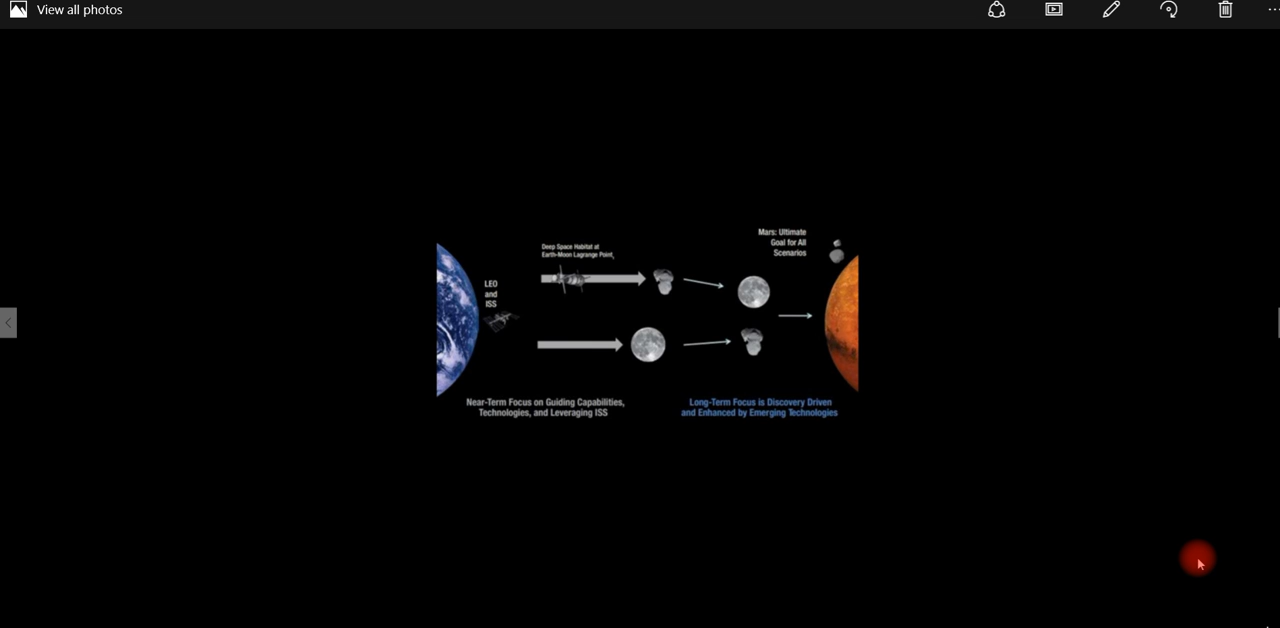 View all photos
Mars: Ultimate
Goal for All
Scenarios
Deep Space Habitat at
Earth-Moon Lagrange Point,
LEO
and
ISS
Near-Term Focus on Guiding Capabilities,
Technologies, and Leveraging ISS
Long-Term Focus is Discovery Driven
and Enhanced by Emerging Technologies